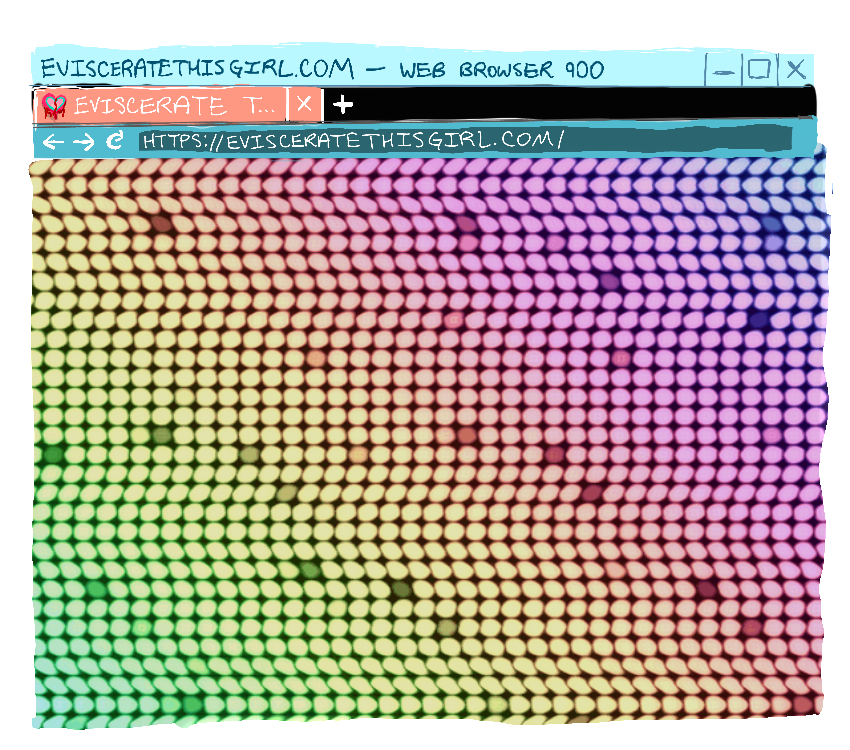 EVISCERATETHISGIRL.COM — WEB BROWSER 900
EVISCERATE T...
HTTPS://EVISCERATETHISGIRL.COM/